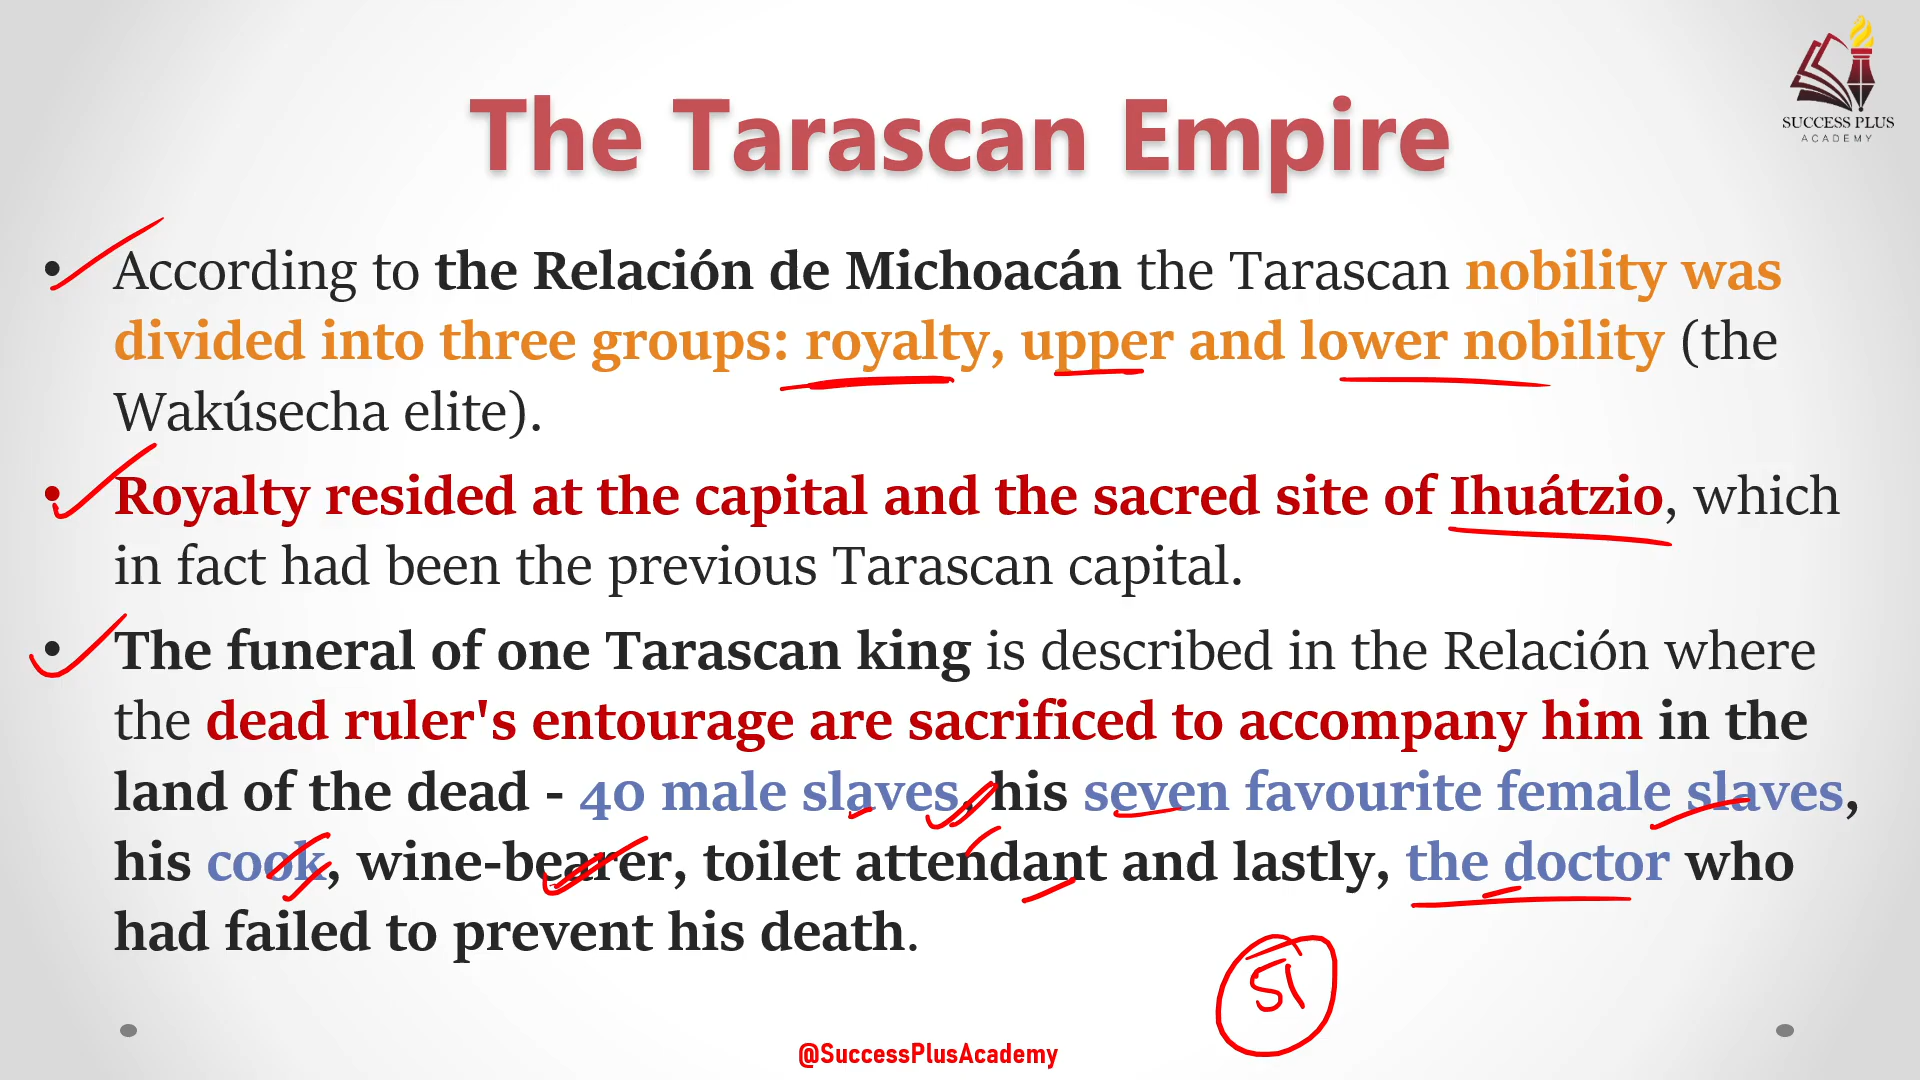 SUCCESS PLUS
ACADEMY
The Tarascan Empire
• According to the Relación de Michoacán the Tarascan nobility was
divided into three groups: royalty, upper and lower nobility (the
Wakúsecha elite).
• Royalty resided at the capital and the sacred site of Ihuátzio, which
in fact had been the previous Tarascan capital.
• The funeral of one Tarascan king is described in the Relación where
the dead ruler's entourage are sacrificed to accompany him in the
land of the dead - 40 male slaves, his seven favourite female slaves,
his cook, wine-bearer, toilet attendant and lastly, the doctor who
had failed to prevent his death.
51
@SuccessPlusAcademy